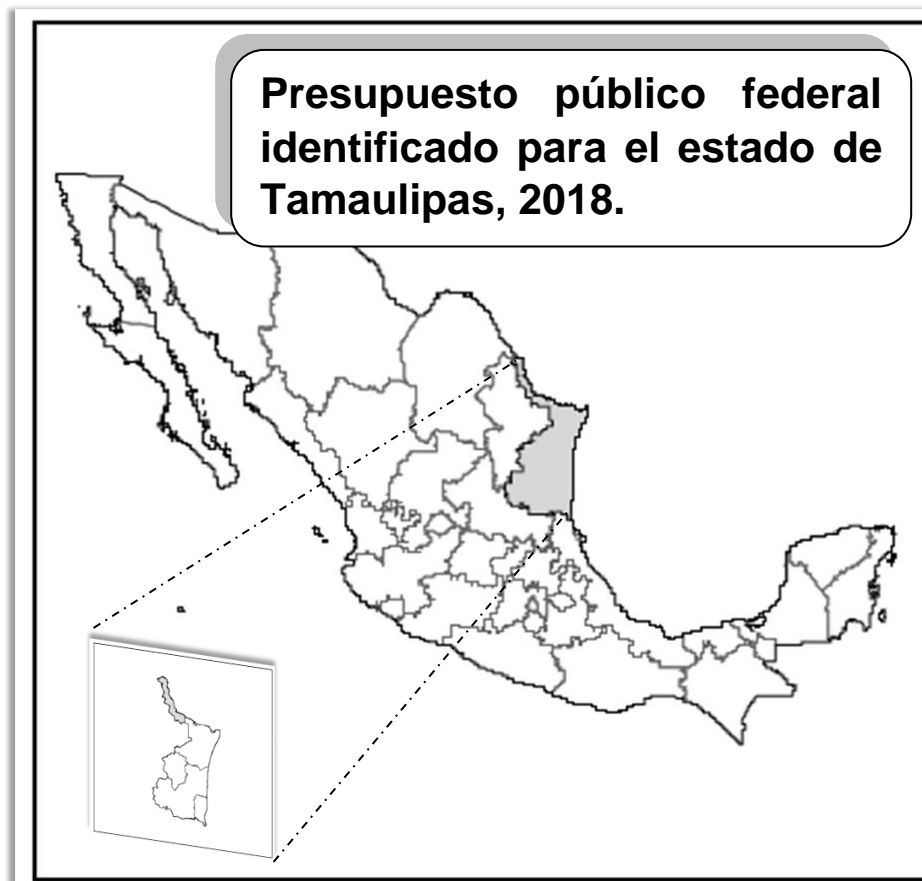 Presupuesto público federal
identificado para el estado de
Tamaulipas, 2018.